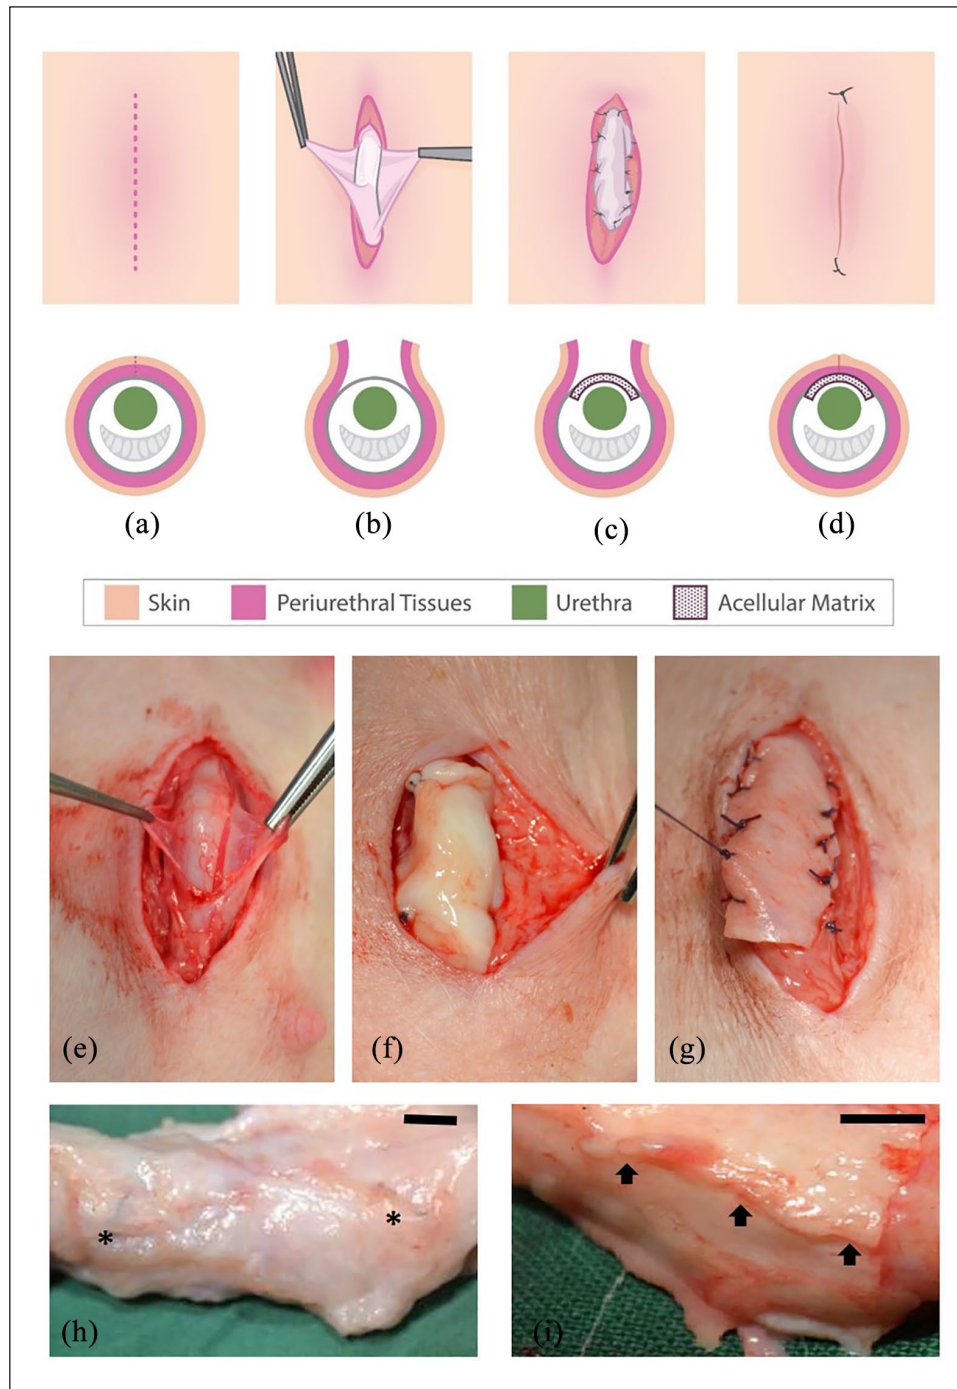 (a) (b) (c) (d)
Skin Periurethral Tissues Urethra Acellular Matrix
(e) (f) (g)
* *
(h) (i)